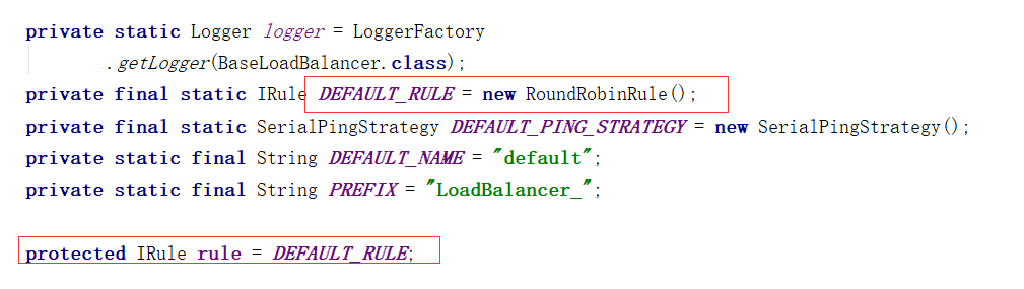 private static Logger logger = LoggerFactory
.getLogger(BaseLoadBalancer.class);
private final static IRule DEFAULT_RULE = new RoundRobinRule();
private final static SerialPingStrategy DEFAULT_PING_STRATEGY = new SerialPingStrategy();
private static final String DEFAULT_NAME = "default";
private static final String PREFIX = "LoadBalancer_";
protected IRule rule = DEFAULT_RULE;